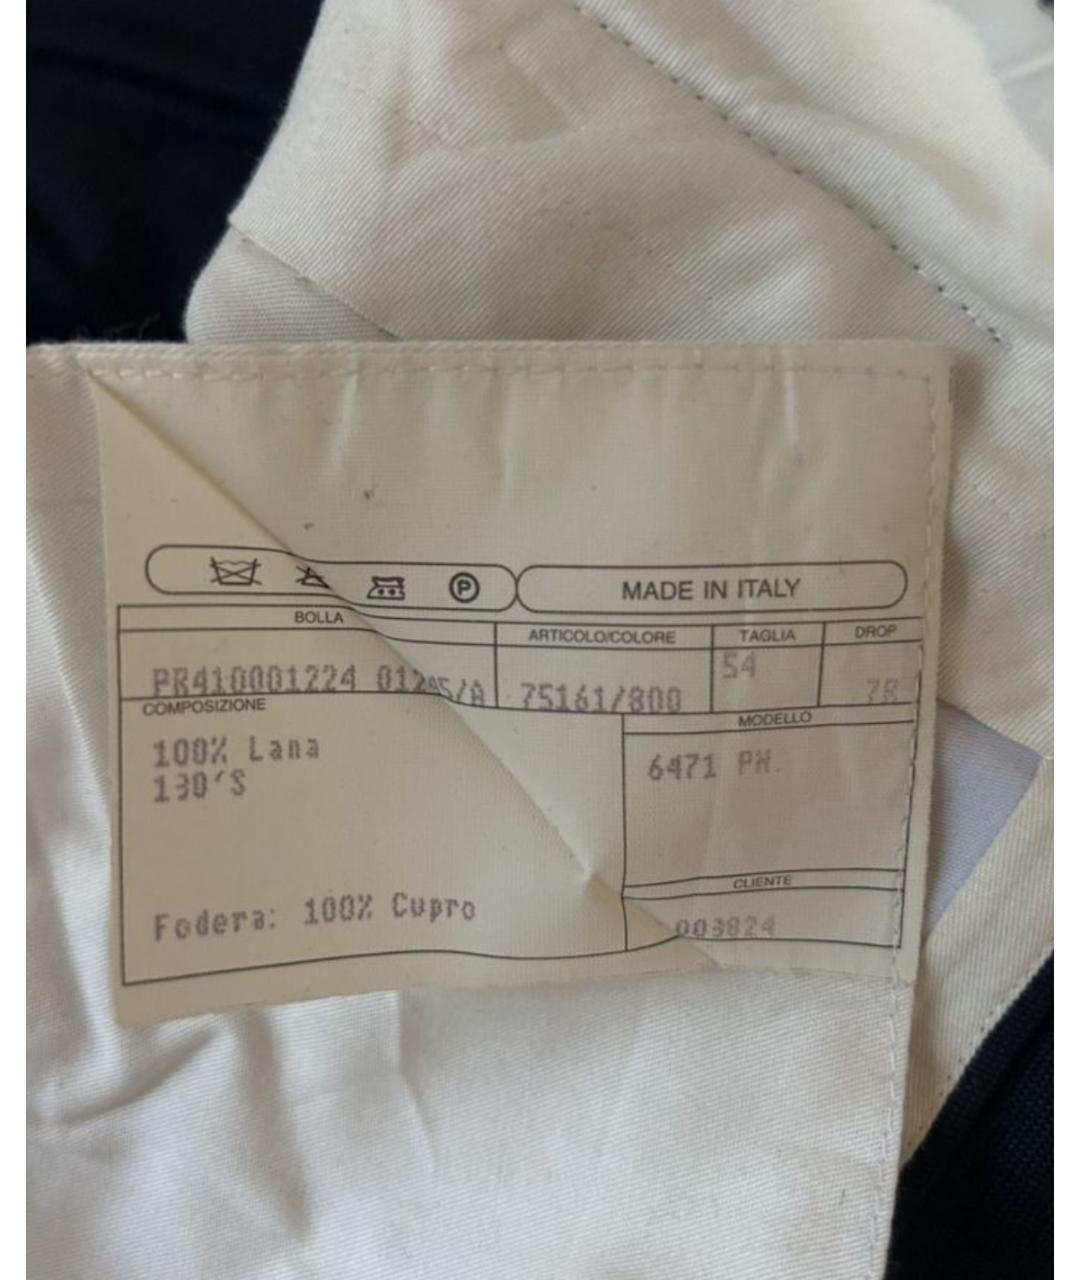 P
MADE IN ITALY
BOLLA
ARTICOLO/COLORE
TAGLIA
DROP
PR410001224
75161/800
54
COMPOSIZIONE
MODELLO
100% Lana
130'S
6471 PN.
CLIENTE
Fodera: 100% Cupro
003824